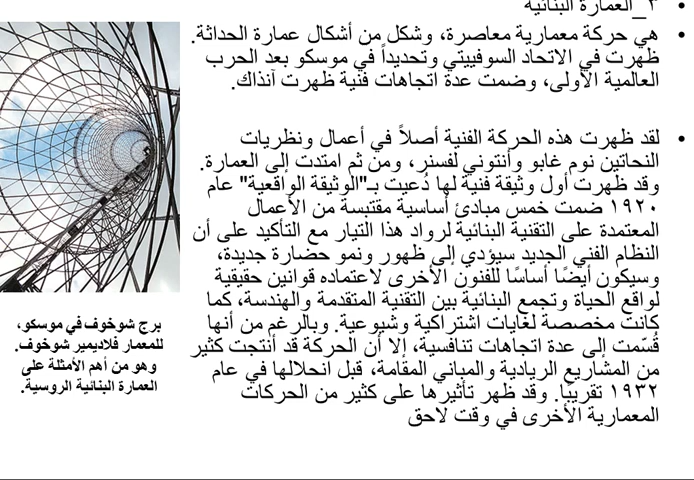 ٣_العمارة البنائية
هي حركة معمارية معاصرة، وشكل من أشكال عمارة الحداثة.
ظهرت في الاتحاد السوفييتي وتحديداً في موسكو بعد الحرب
العالمية الأولى، وضمت عدة اتجاهات فنية ظهرت آنذاك.
لقد ظهرت هذه الحركة الفنية أصلاً في أعمال ونظريات
النحاتين نوم غابو وأنتوني لفسنر، ومن ثم امتدت إلى العمارة.
وقد ظهرت أول وثيقة فنية لها دُعيت بـ"الوثيقة الواقعية" عام
١٩٢٠ ضمت خمس مبادئ أساسية مقتبسة من الأعمال
المعتمدة على التقنية البنائية لرواد هذا التيار مع التأكيد على أن
النظام الفني الجديد سيؤدي إلى ظهور ونمو حضارة جديدة،
وسيكون أيضًا أساسًا للفنون الأخرى لاعتماده قوانين حقيقية
لواقع الحياة وتجمع البنائية بين التقنية المتقدمة والهندسة، كما
كانت مخصصة لغايات اشتراكية وشيوعية. وبالرغم من أنها
قُسّمت إلى عدة اتجاهات تنافسية، إلا أن الحركة قد أنتجت كثير
من المشاريع الريادية والمباني المقامة، قبل انحلالها في عام
١٩٣٢ تقريبًا. وقد ظهر تأثيرها على كثير من الحركات
المعمارية الأخرى في وقت لاحق
برج شوخوف في موسكو،
للمعمار فلاديمير شوخوف.
وهو من أهم الأمثلة على
العمارة البنائية الروسية.